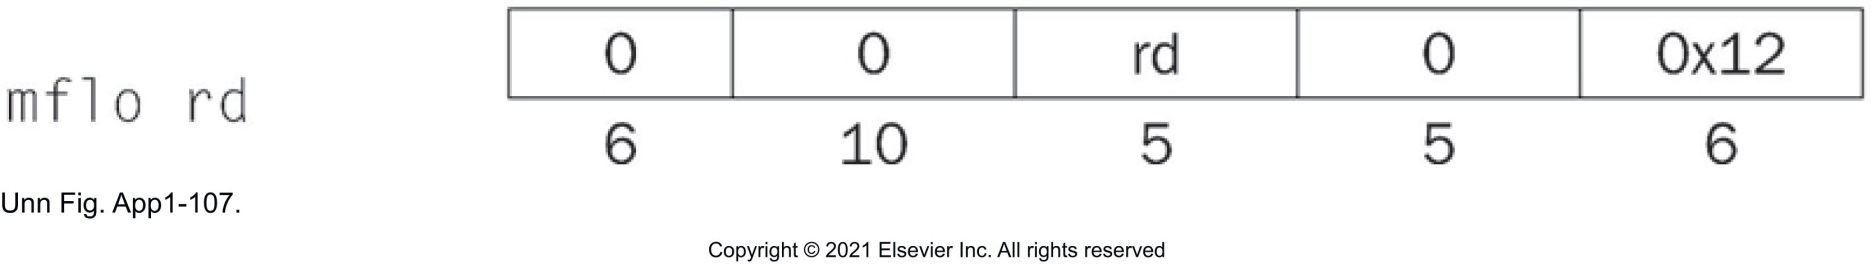 0 0 rd 0 0x12
mflo rd
6 10 5 5 6
Unn Fig. App1-107.
Copyright © 2021 Elsevier Inc. All rights reserved